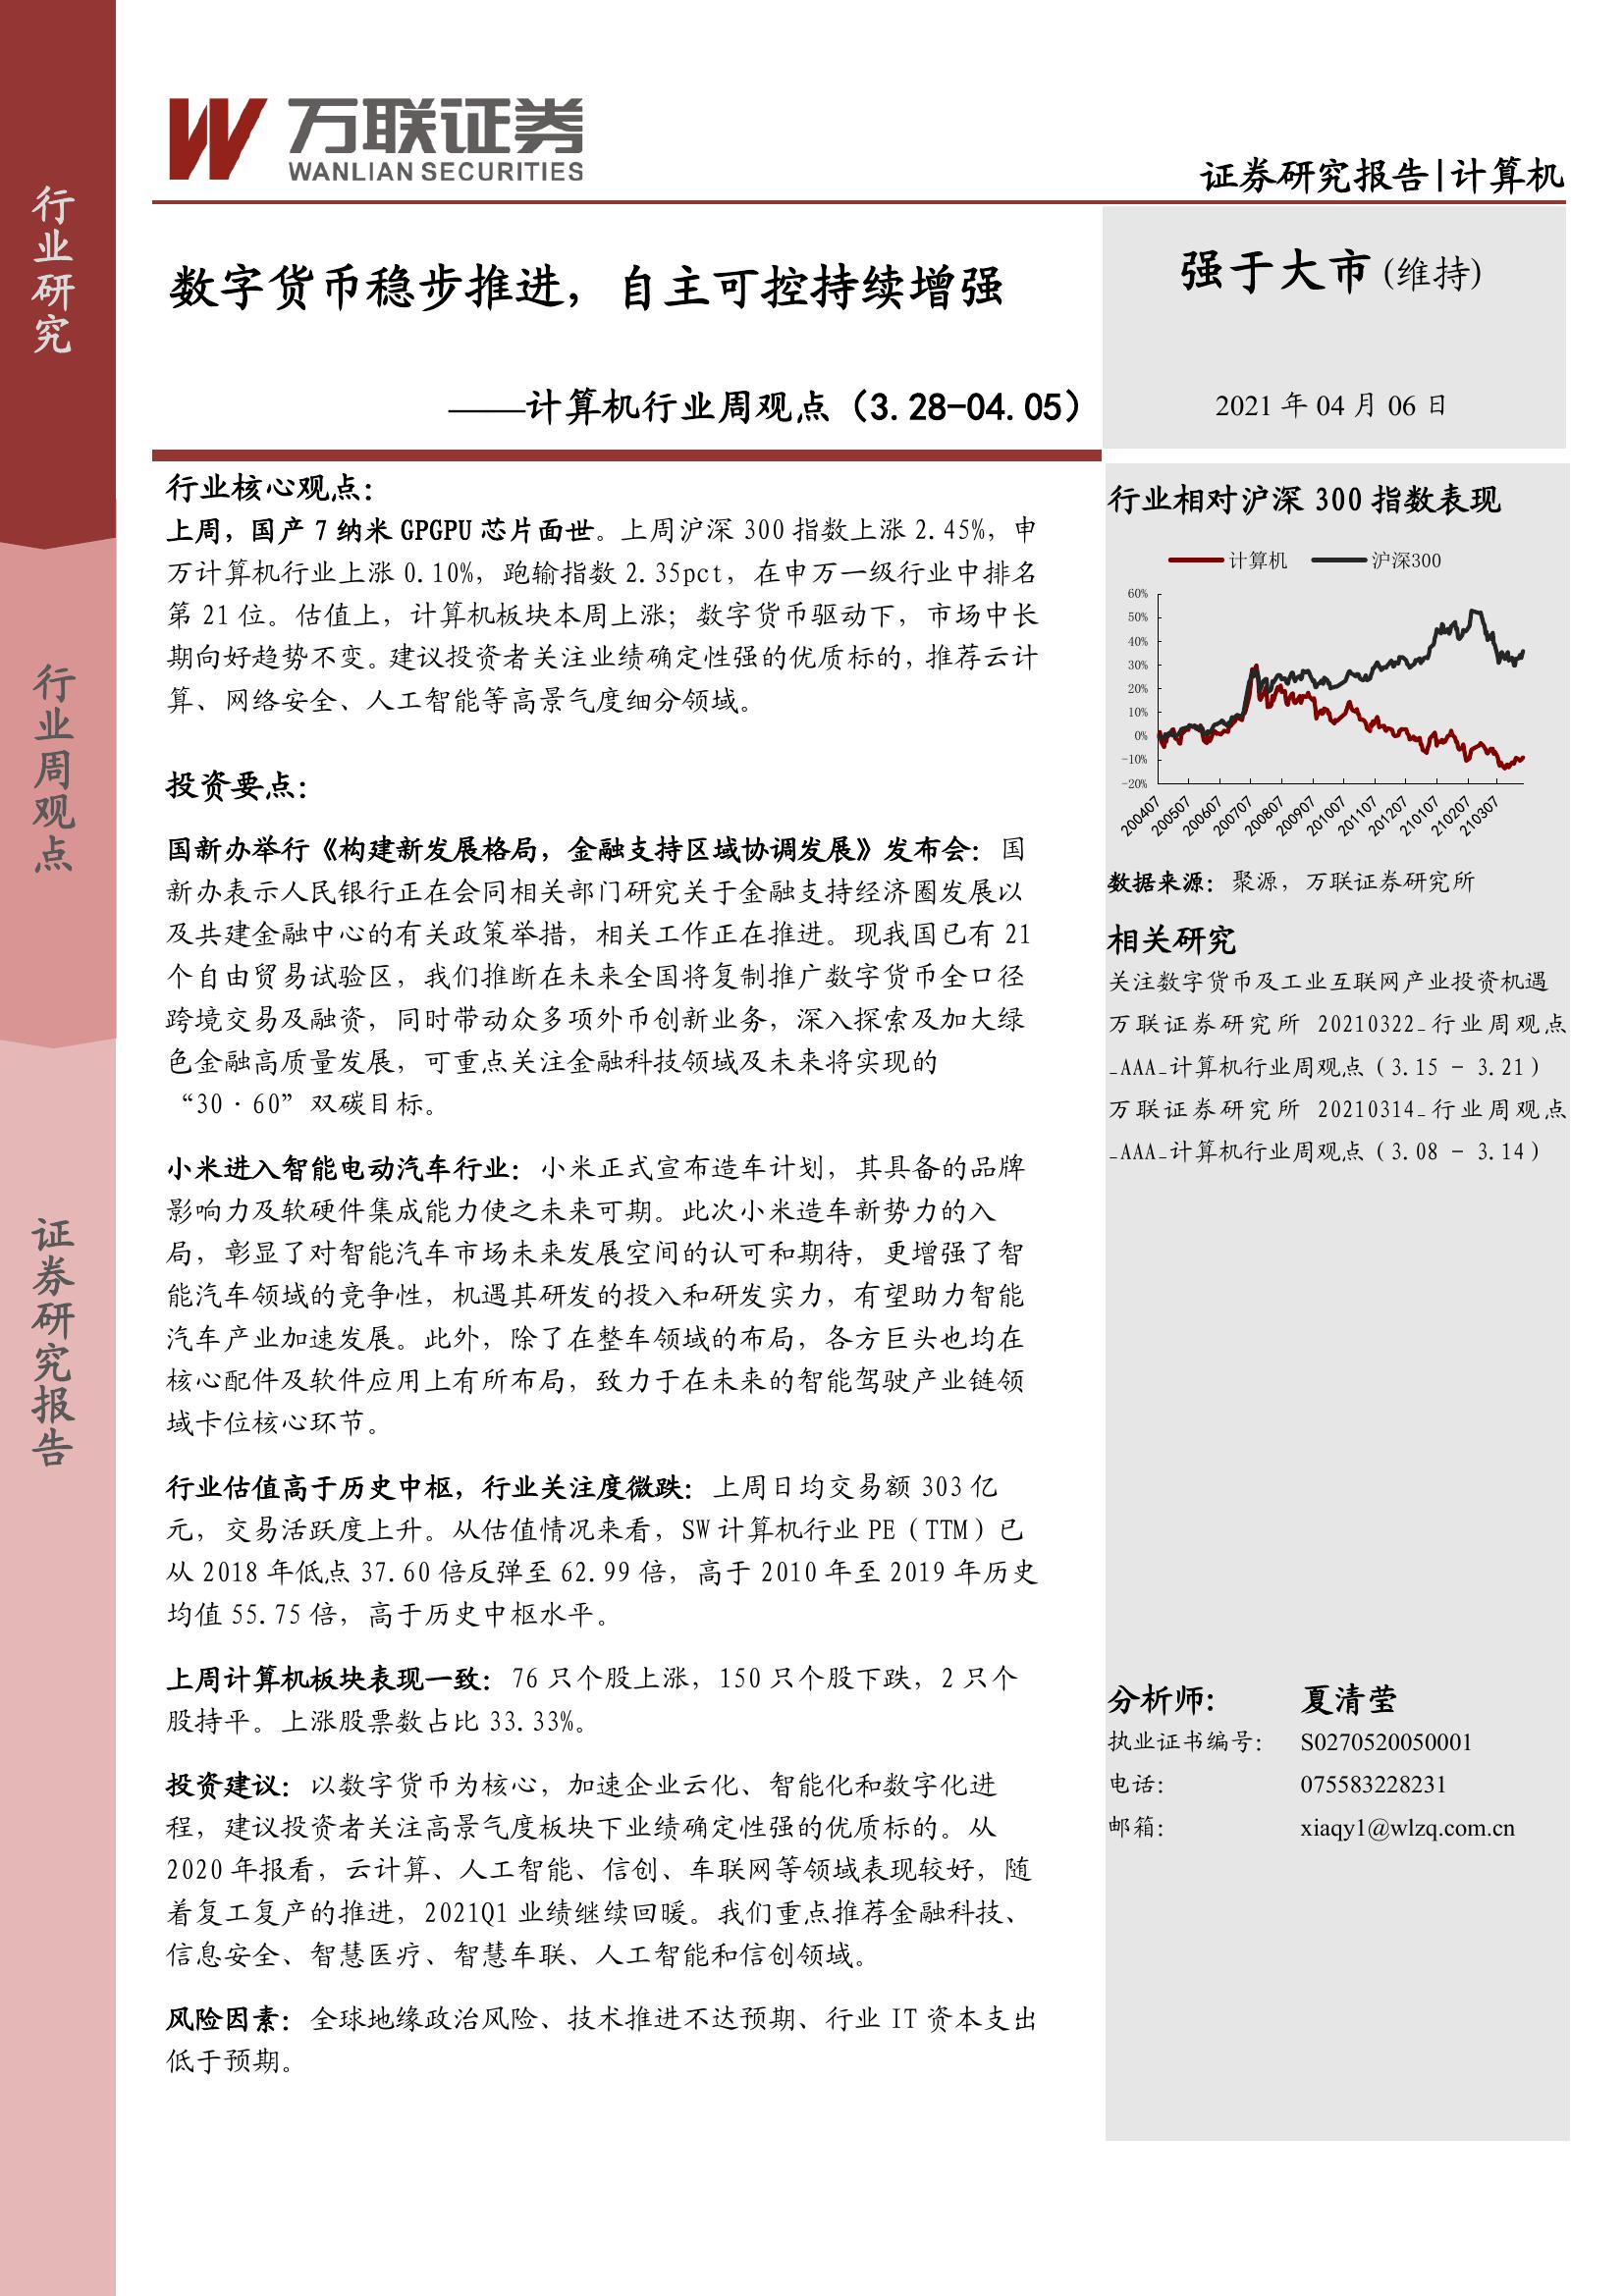 行业研究
行业周观点
证券研究报告
万联证券
WANLIAN SECURITIES
证券研究报告|计算机
数字货币稳步推进，自主可控持续增强
——计算机行业周观点（3.28-04.05）
强于大市(维持)
2021 年 04 月 06 日
行业核心观点：
上周，国产 7 纳米 GPGPU 芯片面世。上周沪深 300 指数上涨 2.45%，申
万计算机行业上涨 0.10%，跑输指数 2.35pct，在申万一级行业中排名
第 21 位。估值上，计算机板块本周上涨；数字货币驱动下，市场中长
期向好趋势不变。建议投资者关注业绩确定性强的优质标的，推荐云计
算、网络安全、人工智能等高景气度细分领域。
投资要点：
国新办举行《构建新发展格局，金融支持区域协调发展》发布会：国
新办表示人民银行正在会同相关部门研究关于金融支持经济圈发展以
及共建金融中心的有关政策举措，相关工作正在推进。现我国已有 21
个自由贸易试验区，我们推断在未来全国将复制推广数字货币全口径
跨境交易及融资，同时带动众多项外币创新业务，深入探索及加大绿
色金融高质量发展，可重点关注金融科技领域及未来将实现的
“30·60”双碳目标。
小米进入智能电动汽车行业：小米正式宣布造车计划，其具备的品牌
影响力及软硬件集成能力使之未来可期。此次小米造车新势力的入
局，彰显了对智能汽车市场未来发展空间的认可和期待，更增强了智
能汽车领域的竞争性，机遇其研发的投入和研发实力，有望助力智能
汽车产业加速发展。此外，除了在整车领域的布局，各方巨头也均在
核心配件及软件应用上有所布局，致力于在未来的智能驾驶产业链领
域卡位核心环节。
行业估值高于历史中枢，行业关注度微跌：上周日均交易额 303 亿
元，交易活跃度上升。从估值情况来看，SW 计算机行业 PE（TTM）已
从 2018 年低点 37.60 倍反弹至 62.99 倍，高于 2010 年至 2019 年历史
均值 55.75 倍，高于历史中枢水平。
上周计算机板块表现一致：76 只个股上涨，150 只个股下跌，2 只个
股持平。上涨股票数占比 33.33%。
投资建议：以数字货币为核心，加速企业云化、智能化和数字化进
程，建议投资者关注高景气度板块下业绩确定性强的优质标的。从
2020 年报看，云计算、人工智能、信创、车联网等领域表现较好，随
着复工复产的推进，2021Q1 业绩继续回暖。我们重点推荐金融科技、
信息安全、智慧医疗、智慧车联、人工智能和信创领域。
风险因素：全球地缘政治风险、技术推进不达预期、行业 IT 资本支出
低于预期。
行业相对沪深 300 指数表现
计算机 沪深300
60%
50%
40%
30%
20%
10%
0%
-10%
-20%
200407 200507 200607 200707 200807 200907 201007 201107 201207 210107 210207 210307
数据来源：聚源，万联证券研究所
相关研究
关注数字货币及工业互联网产业投资机遇
万联证券研究所 20210322_行业周观点
_AAA_计算机行业周观点（3.15 - 3.21）
万联证券研究所 20210314_行业周观点
_AAA_计算机行业周观点（3.08 - 3.14）
分析师: 夏清莹
执业证书编号: S0270520050001
电话: 075583228231
邮箱: xiaqy1@wlzq.com.cn